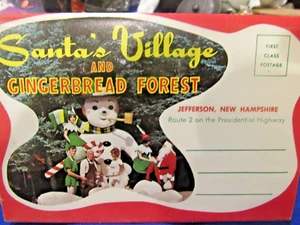 Santa's Village
AND
GINGERBREAD FOREST
FIRST
CLASS
POSTAGE
JEFFERSON, NEW HAMPSHIRE
Route 2 on the Presidential Highway